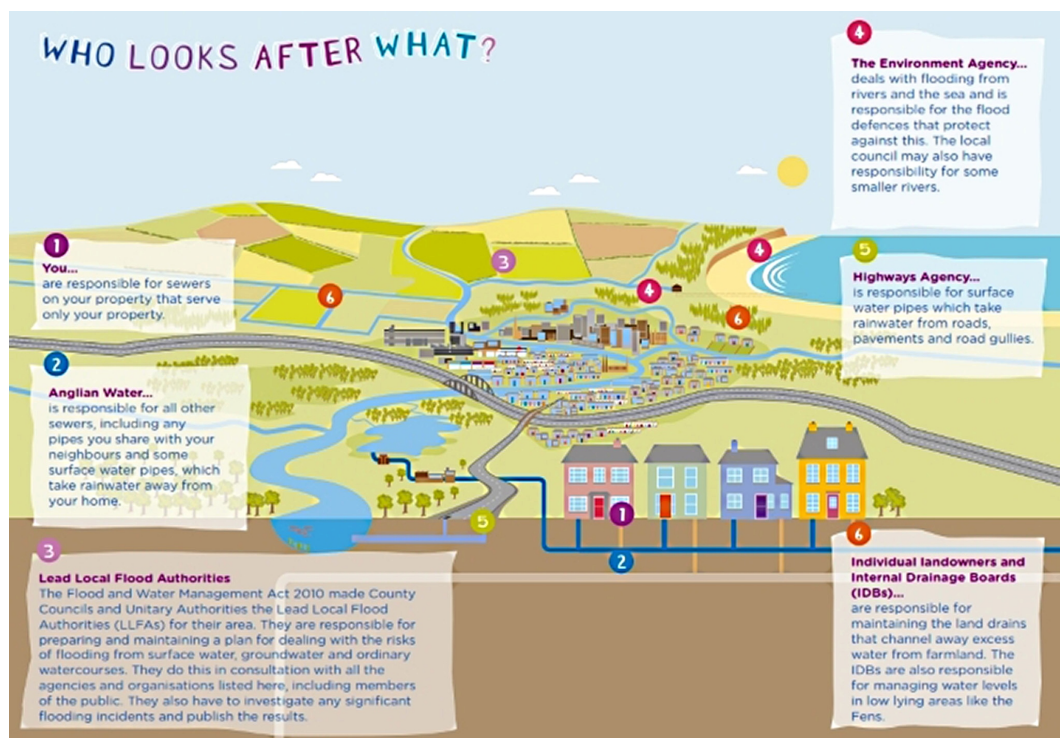 WHO LOOKS AFTER WHAT?
4
The Environment Agency...
deals with flooding from
rivers and the sea and is
responsible for the flood
defences that protect
against this. The local
council may also have
responsibility for some
smaller rivers.
1
You...
are responsible for sewers
on your property that serve
only your property.
3
4
5
Highways Agency...
is responsible for surface
water pipes which take
rainwater from roads,
pavements and road gullies.
6
4
6
2
Anglian Water...
is responsible for all other
sewers, including any
pipes you share with your
neighbours and some
surface water pipes, which
take rainwater away from
your home.
5
1
2
3
Lead Local Flood Authorities
The Flood and Water Management Act 2010 made County
Councils and Unitary Authorities the Lead Local Flood
Authorities (LLFAs) for their area. They are responsible for
preparing and maintaining a plan for dealing with the risks
of flooding from surface water, groundwater and ordinary
watercourses. They do this in consultation with all the
agencies and organisations listed here, including members
of the public. They also have to investigate any significant
flooding incidents and publish the results.
6
Individual landowners and
Internal Drainage Boards
(IDBs)...
are responsible for
maintaining the land drains
that channel away excess
water from farmland. The
IDBs are also responsible
for managing water levels
in low lying areas like the
Fens.